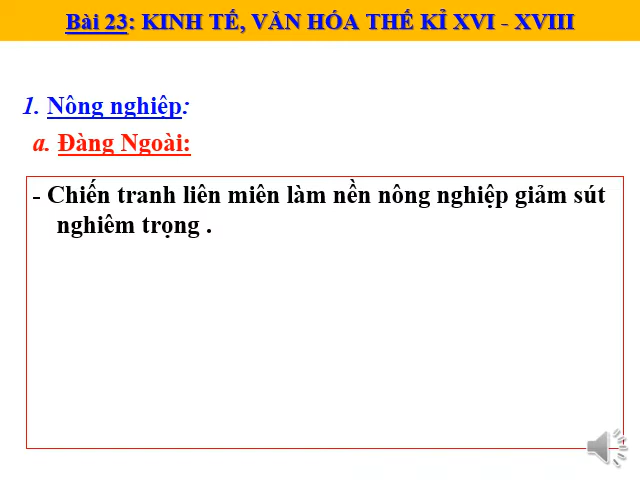 Bài 23: KINH TẾ, VĂN HÓA THẾ KỈ XVI - XVIII
1. Nông nghiệp:
a. Đàng Ngoài:
- Chiến tranh liên miên làm nền nông nghiệp giảm sút
nghiêm trọng .